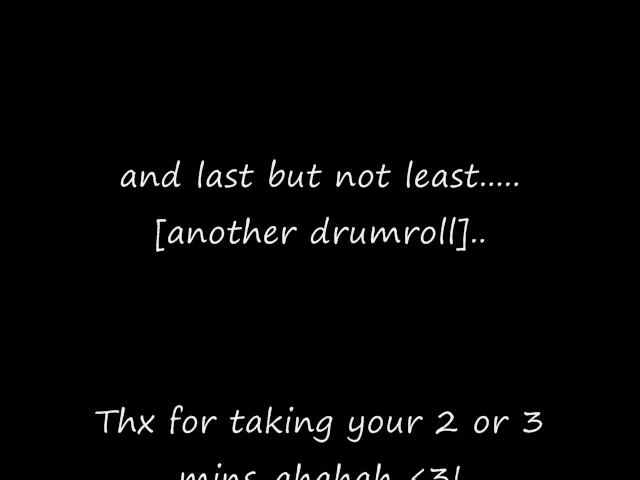 and last but not least.....
[another drumroll]..
Thx for taking your 2 or 3
mins ahahah <3!